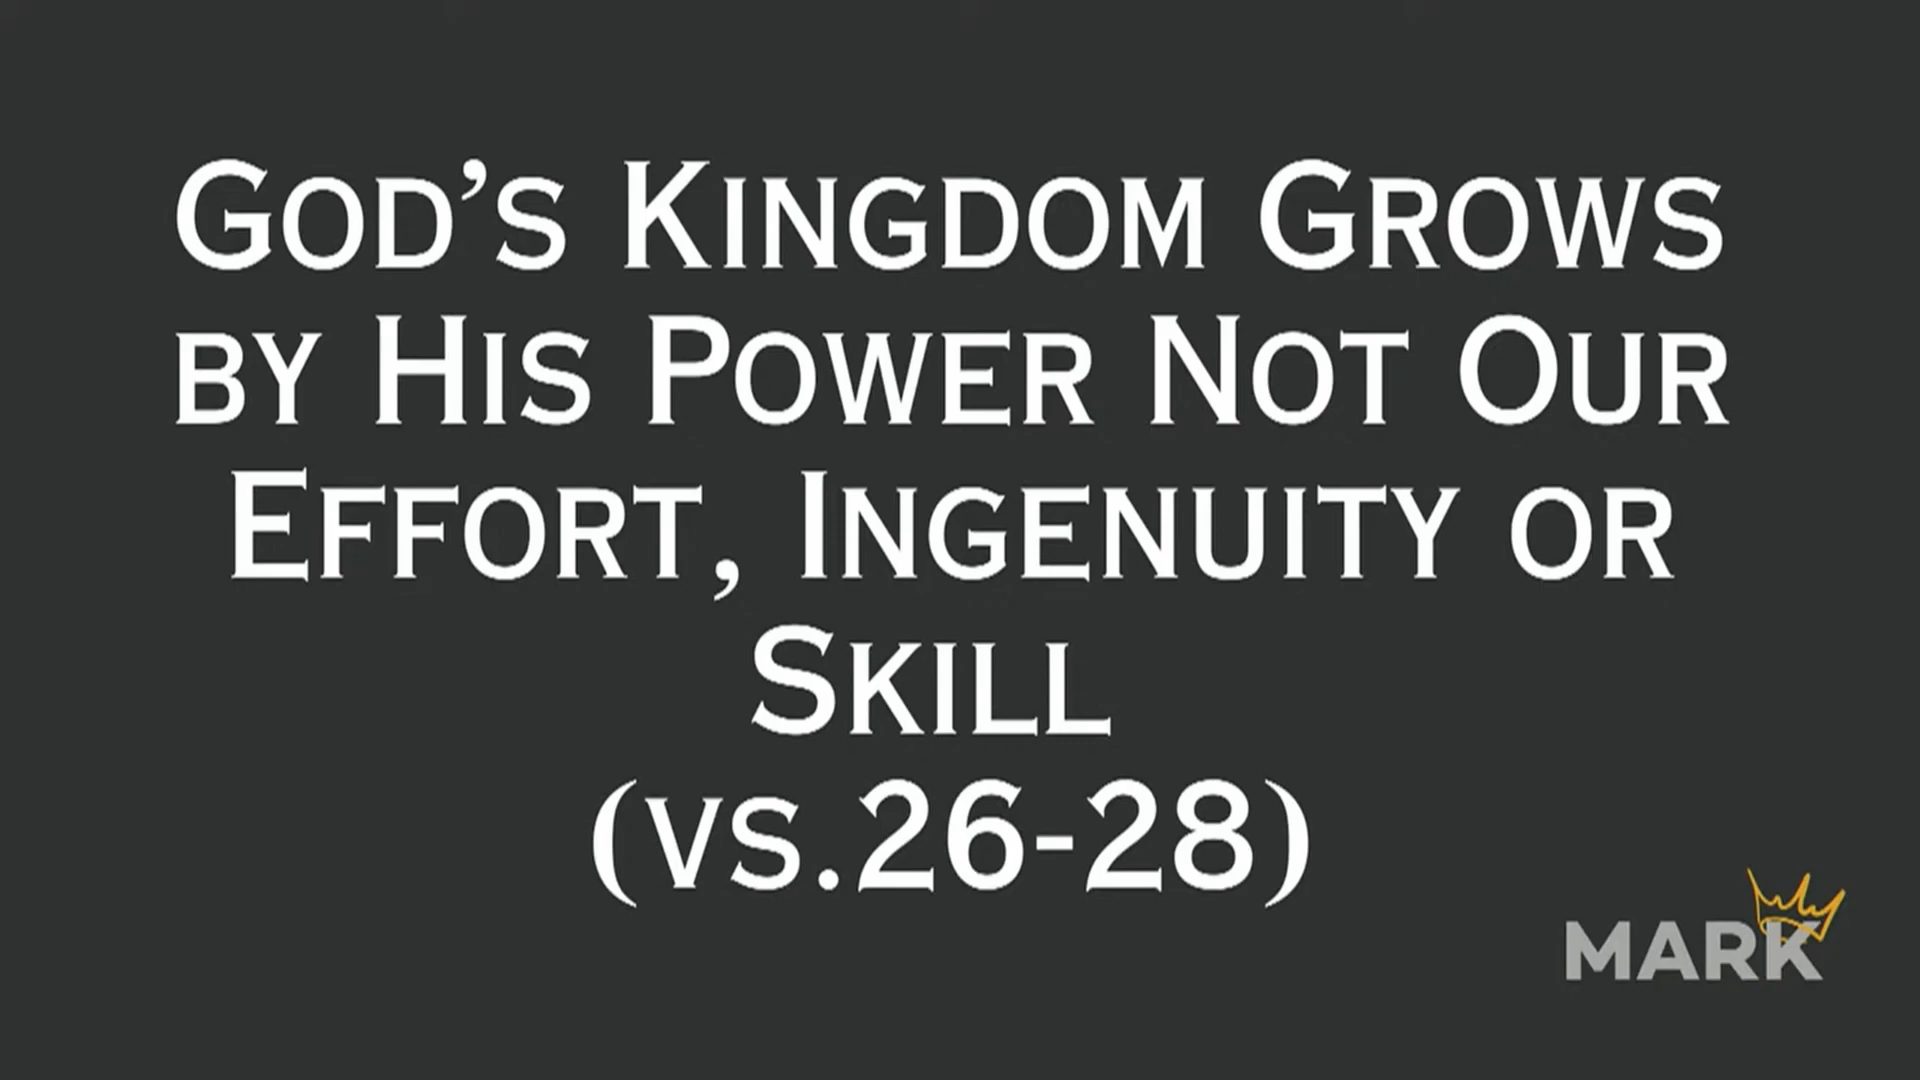 God's Kingdom Grows
by His Power Not Our
Effort, Ingenuity or
Skill
(vs.26-28)
MARK